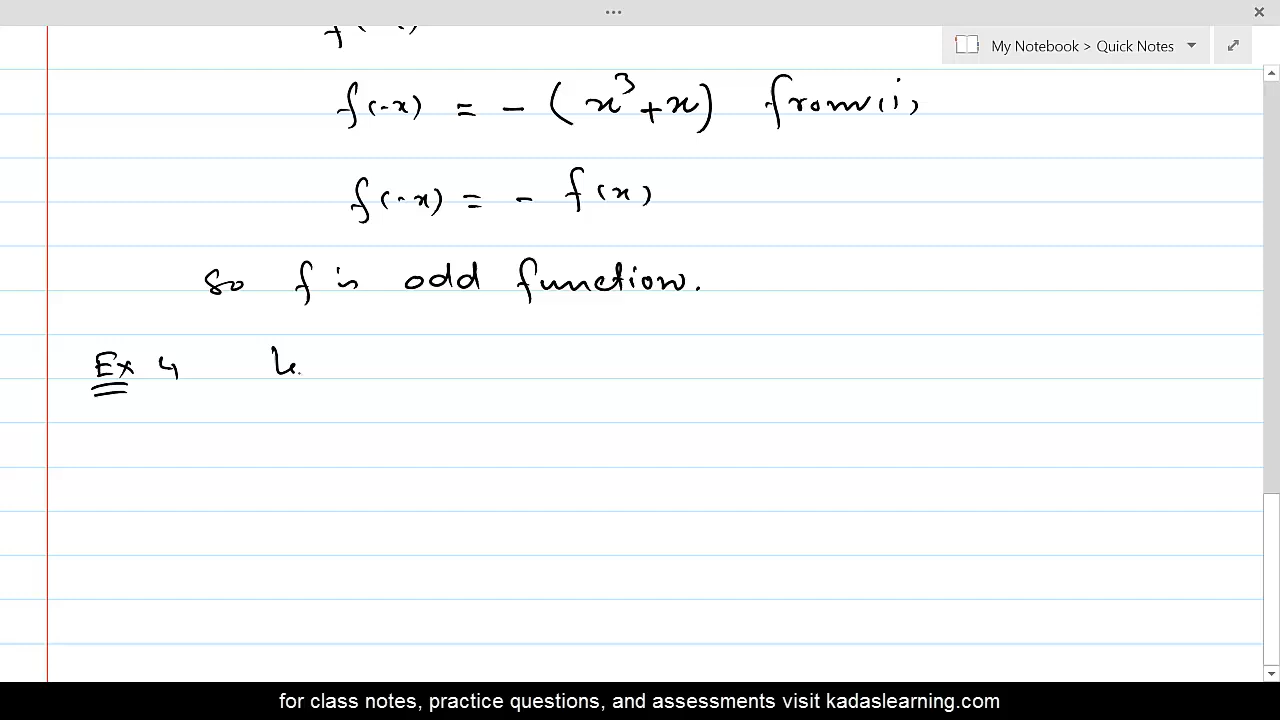 My Notebook > Quick Notes
f(-x) = - (x³+x) from (i)
f(-x) = - f(x)
so f is odd function.
Ex 4
for class notes, practice questions, and assessments visit kadaslearning.com